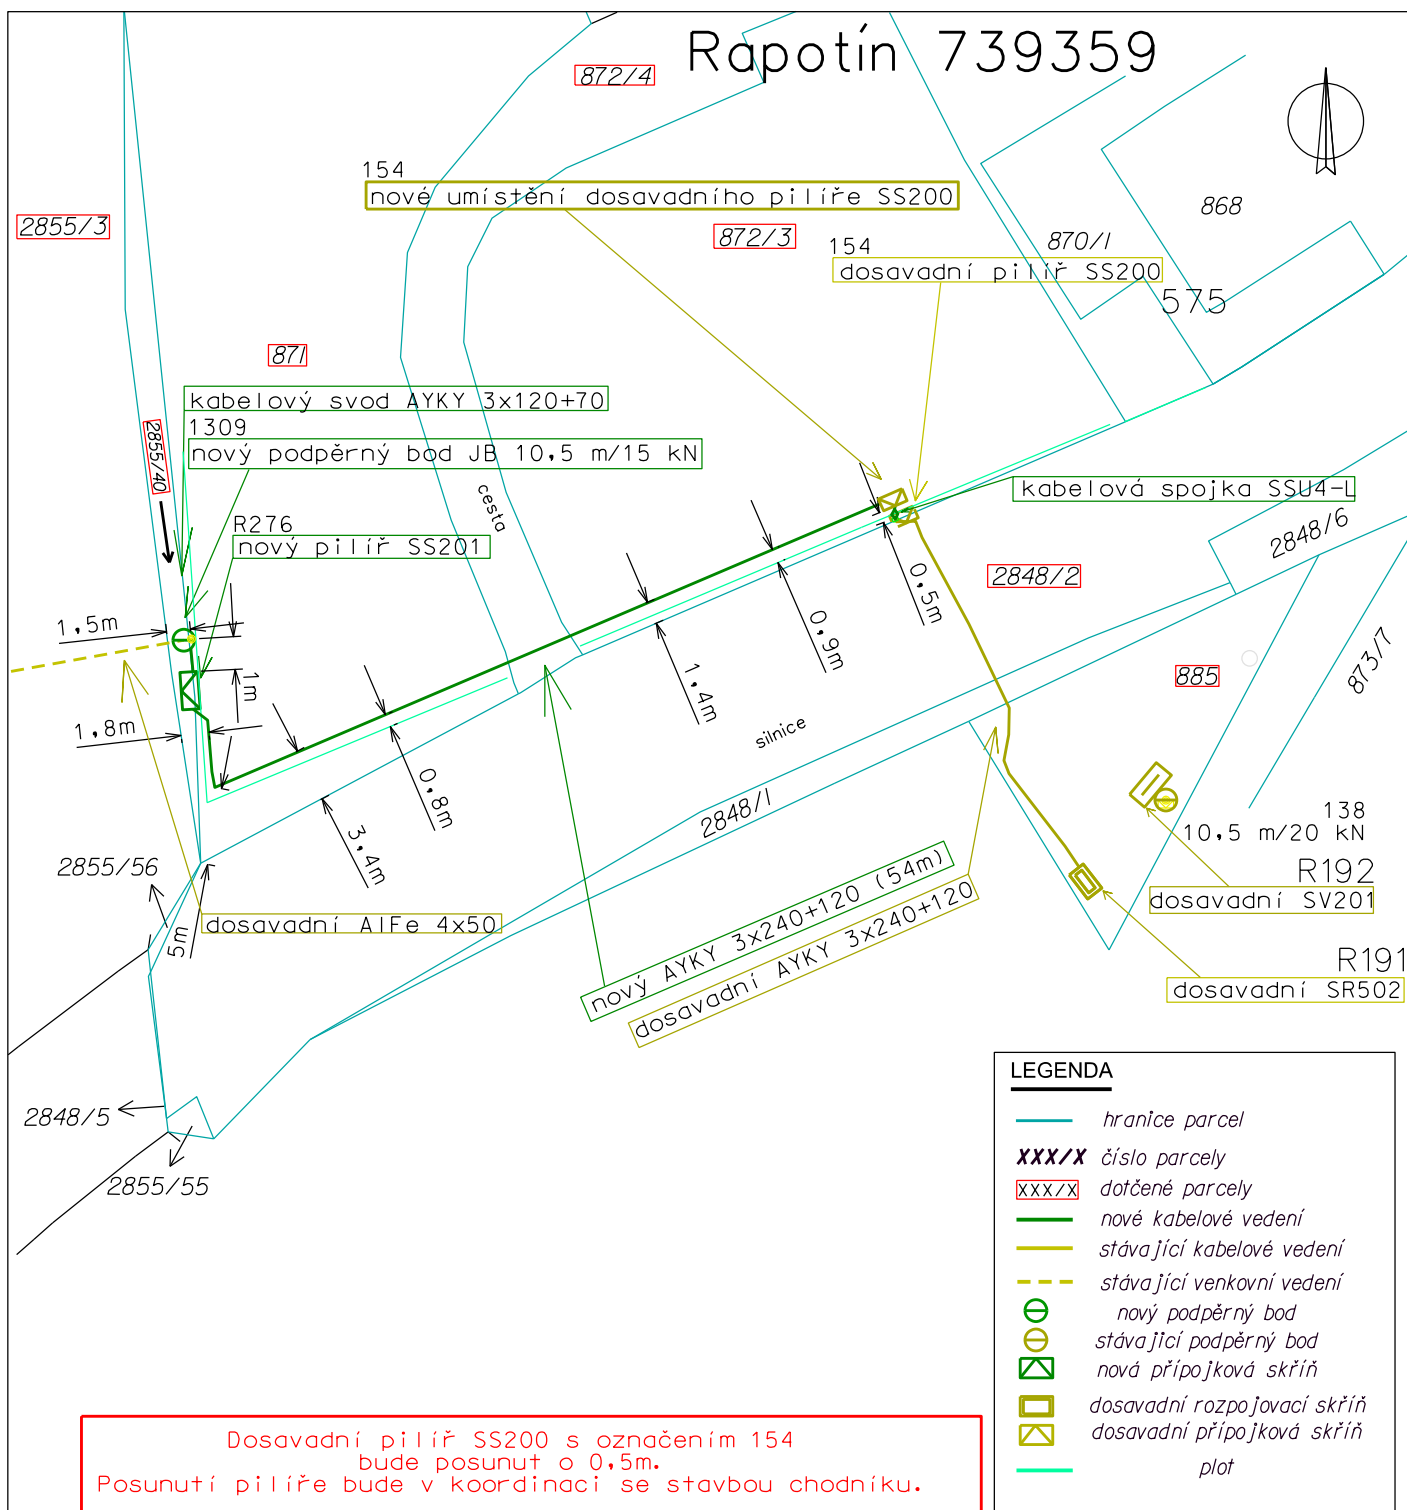 Rapotín 739359
872/4
154
nové umístění dosavadního pilíře SS200
2855/3
872/3
154
dosavadní pilíř SS200
870/1
868
575
871
kabelový svod AYKY 3x120+70
2855/40
1309
nový podpěrný bod JB 10,5 m/15 kN
cesta
kabelová spojka SSU4-L
R276
nový pilíř SS201
2848/6
2848/2
0,5m
1,5m
0,9m
873/7
885
1m
1,4m
1,8m
silnice
0,8m
2848/1
3,4m
138
10,5 m/20 kN
2855/56
R192
dosavadní SV201
nový AYKY 3x240+120 (54m)
dosavadní AYKY 3x240+120
dosavadní AlFe 4x50
5m
R191
dosavadní SR502
2848/5
2855/55
LEGENDA
hranice parcel
XXX/X číslo parcely
XXX/X dotčené parcely
nové kabelové vedení
stávající kabelové vedení
stávající venkovní vedení
nový podpěrný bod
stávajicí podpěrný bod
nová přípojková skříň
dosavadní rozpojovací skříň
dosavadní přípojková skříň
plot
Dosavadní pilíř SS200 s označením 154
bude posunut o 0,5m.
Posunutí pilíře bude v koordinaci se stavbou chodníku.